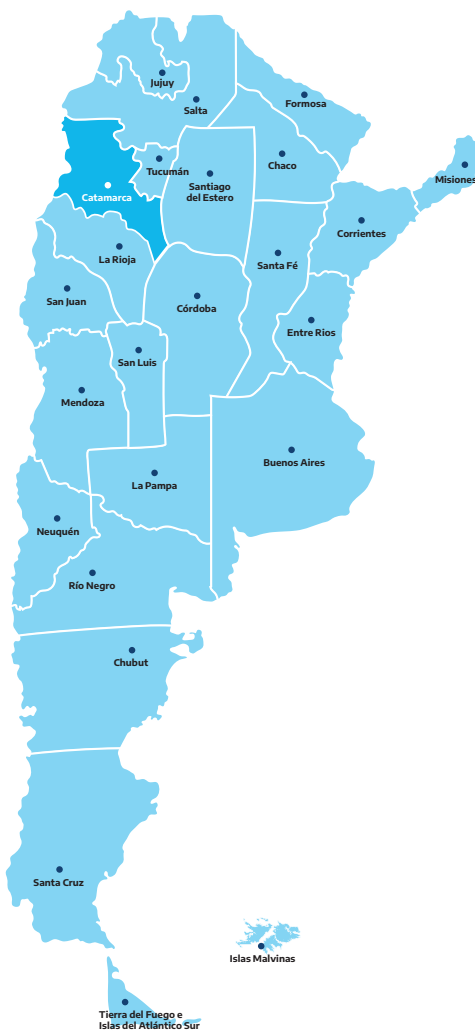 Jujuy
Salta
Formosa
Tucumán
Chaco
Misiones
Catamarca
Santiago
del Estero
Corrientes
La Rioja
Santa Fé
San Juan
Córdoba
Entre Rios
San Luis
Mendoza
Buenos Aires
La Pampa
Neuquén
Río Negro
Chubut
Santa Cruz
Islas Malvinas
Tierra del Fuego e
Islas del Atlántico Sur